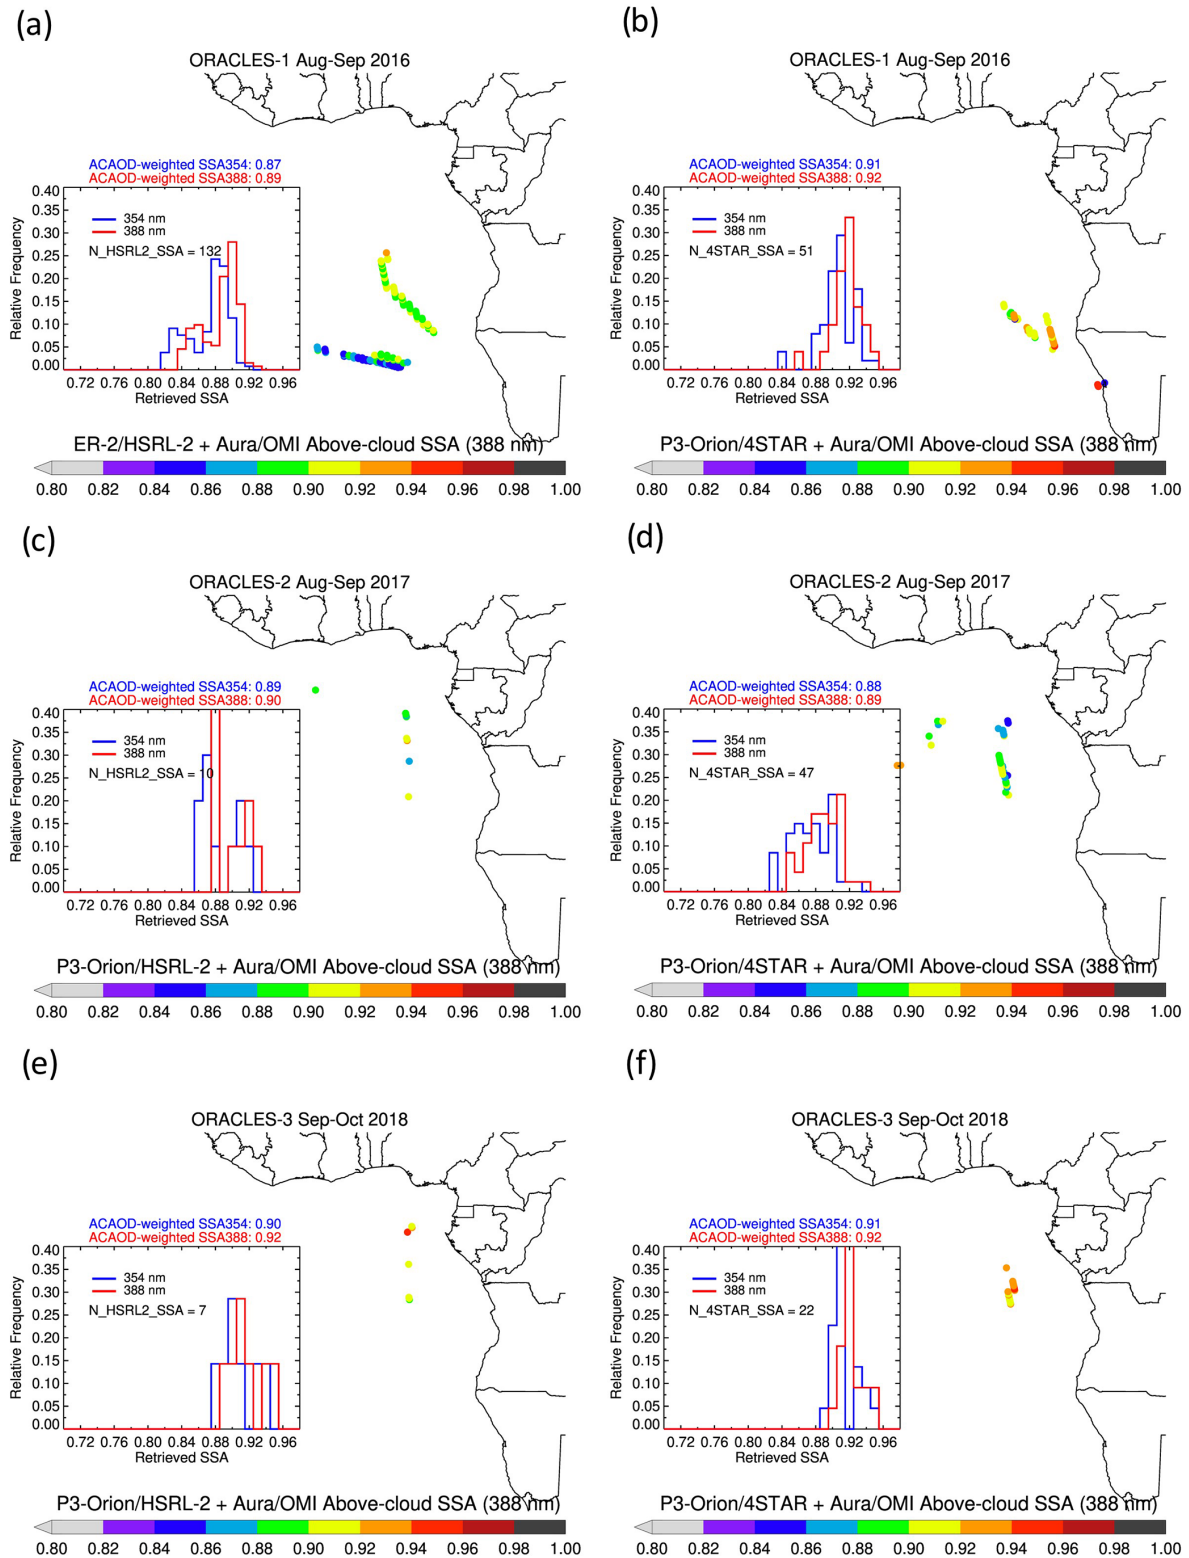 (a)
ORACLES-1 Aug-Sep 2016
ACAOD-weighted SSA354: 0.87
ACAOD-weighted SSA388: 0.89
0.40
0.35
0.30
0.25
0.20
0.15
0.10
0.05
0.00
Relative Frequency
354 nm
388 nm
N_HSRL2_SSA = 132
0.72 0.76 0.80 0.84 0.88 0.92 0.96
Retrieved SSA
ER-2/HSRL-2 + Aura/OMI Above-cloud SSA (388 nm)
0.80 0.82 0.84 0.86 0.88 0.90 0.92 0.94 0.96 0.98 1.00
(b)
ORACLES-1 Aug-Sep 2016
ACAOD-weighted SSA354: 0.91
ACAOD-weighted SSA388: 0.92
0.40
0.35
0.30
0.25
0.20
0.15
0.10
0.05
0.00
Relative Frequency
354 nm
388 nm
N_4STAR_SSA = 51
0.72 0.76 0.80 0.84 0.88 0.92 0.96
Retrieved SSA
P3-Orion/4STAR + Aura/OMI Above-cloud SSA (388 nm)
0.80 0.82 0.84 0.86 0.88 0.90 0.92 0.94 0.96 0.98 1.00
(c)
ORACLES-2 Aug-Sep 2017
ACAOD-weighted SSA354: 0.89
ACAOD-weighted SSA388: 0.90
0.40
0.35
0.30
0.25
0.20
0.15
0.10
0.05
0.00
Relative Frequency
354 nm
388 nm
N_HSRL2_SSA = 10
0.72 0.76 0.80 0.84 0.88 0.92 0.96
Retrieved SSA
P3-Orion/HSRL-2 + Aura/OMI Above-cloud SSA (388 nm)
0.80 0.82 0.84 0.86 0.88 0.90 0.92 0.94 0.96 0.98 1.00
(d)
ORACLES-2 Aug-Sep 2017
ACAOD-weighted SSA354: 0.88
ACAOD-weighted SSA388: 0.89
0.40
0.35
0.30
0.25
0.20
0.15
0.10
0.05
0.00
Relative Frequency
354 nm
388 nm
N_4STAR_SSA = 47
0.72 0.76 0.80 0.84 0.88 0.92 0.96
Retrieved SSA
P3-Orion/4STAR + Aura/OMI Above-cloud SSA (388 nm)
0.80 0.82 0.84 0.86 0.88 0.90 0.92 0.94 0.96 0.98 1.00
(e)
ORACLES-3 Sep-Oct 2018
ACAOD-weighted SSA354: 0.90
ACAOD-weighted SSA388: 0.92
0.40
0.35
0.30
0.25
0.20
0.15
0.10
0.05
0.00
Relative Frequency
354 nm
388 nm
N_HSRL2_SSA = 7
0.72 0.76 0.80 0.84 0.88 0.92 0.96
Retrieved SSA
P3-Orion/HSRL-2 + Aura/OMI Above-cloud SSA (388 nm)
0.80 0.82 0.84 0.86 0.88 0.90 0.92 0.94 0.96 0.98 1.00
(f)
ORACLES-3 Sep-Oct 2018
ACAOD-weighted SSA354: 0.91
ACAOD-weighted SSA388: 0.92
0.40
0.35
0.30
0.25
0.20
0.15
0.10
0.05
0.00
Relative Frequency
354 nm
388 nm
N_4STAR_SSA = 22
0.72 0.76 0.80 0.84 0.88 0.92 0.96
Retrieved SSA
P3-Orion/4STAR + Aura/OMI Above-cloud SSA (388 nm)
0.80 0.82 0.84 0.86 0.88 0.90 0.92 0.94 0.96 0.98 1.00